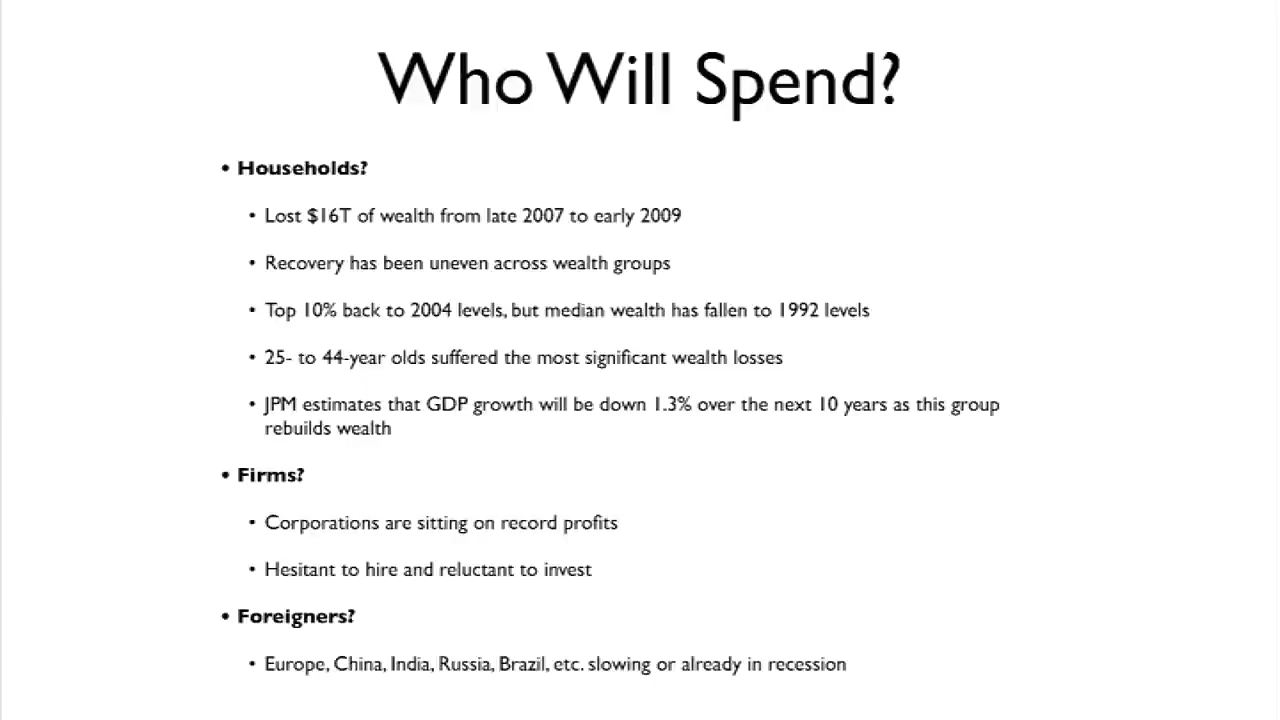 Who Will Spend?
• Households?
• Lost $16T of wealth from late 2007 to early 2009
• Recovery has been uneven across wealth groups
• Top 10% back to 2004 levels, but median wealth has fallen to 1992 levels
• 25- to 44-year olds suffered the most significant wealth losses
• JPM estimates that GDP growth will be down 1.3% over the next 10 years as this group
rebuilds wealth
• Firms?
• Corporations are sitting on record profits
• Hesitant to hire and reluctant to invest
• Foreigners?
• Europe, China, India, Russia, Brazil, etc. slowing or already in recession